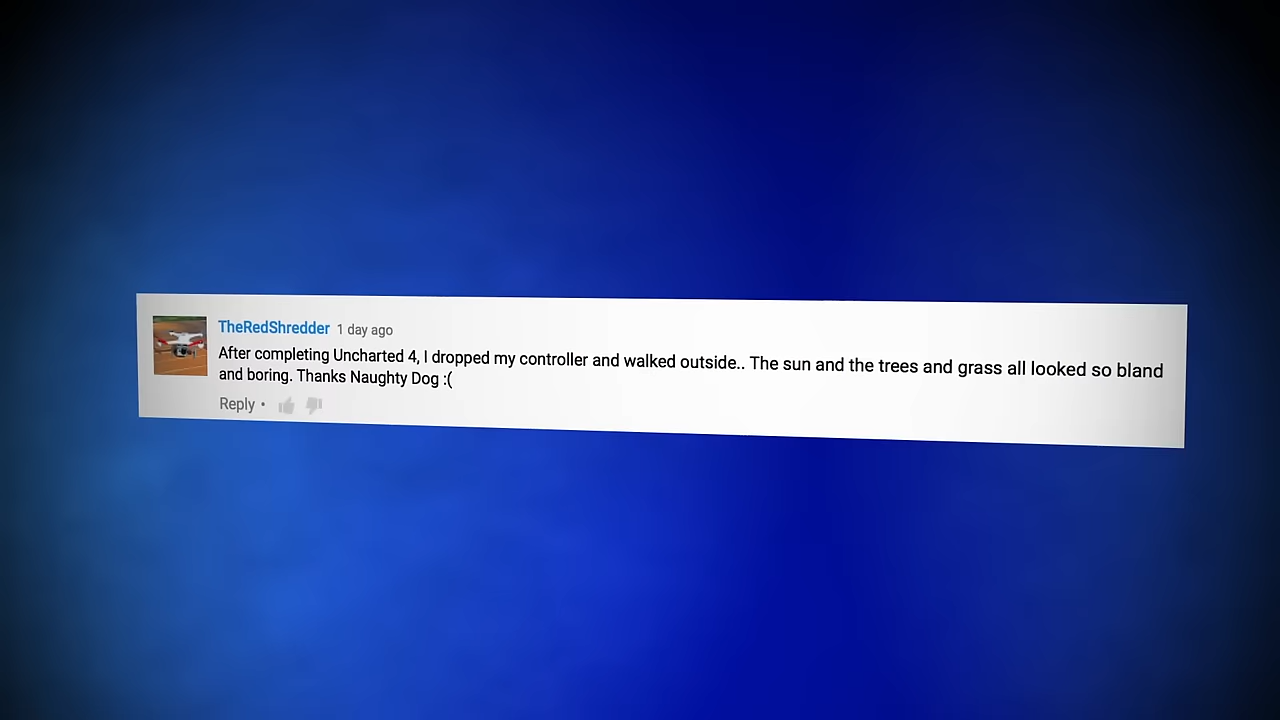 TheRedShredder 1 day ago
After completing Uncharted 4, I dropped my controller and walked outside.. The sun and the trees and grass all looked so bland
and boring. Thanks Naughty Dog :(
Reply •